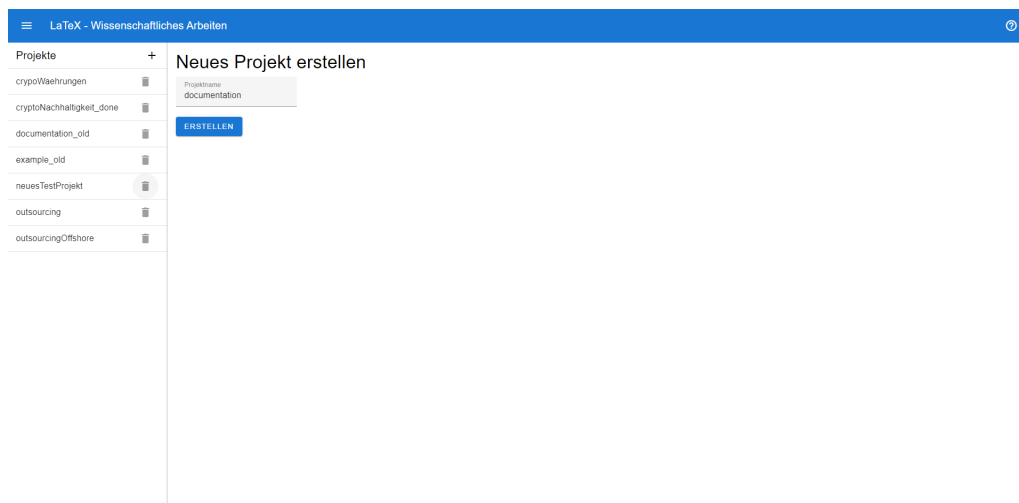 LaTeX - Wissenschaftliches Arbeiten
Projekte
crypoWaehrungen
cryptoNachhaltigkeit_done
documentation_old
example_old
neuesTestProjekt
outsourcing
outsourcingOffshore
Neues Projekt erstellen
Projektname
documentation
ERSTELLEN